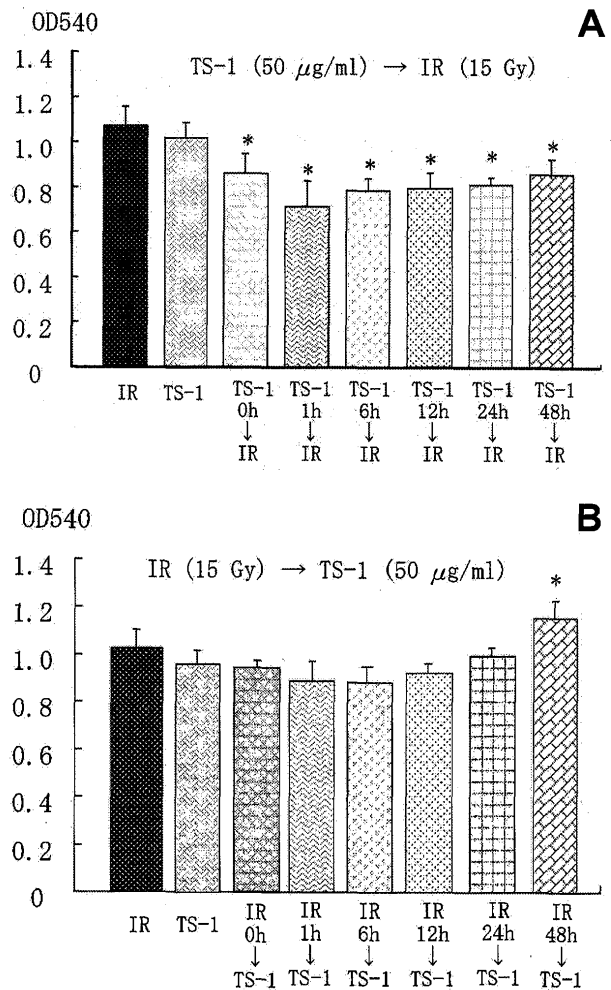 OD540
A
TS-1 (50 μg/ml) → IR (15 Gy)
1.4
1.2
1.0
0.8
0.6
0.4
0.2
0
* * * * * *
IR TS-1 TS-1 TS-1 TS-1 TS-1 TS-1 TS-1
0h 1h 6h 12h 24h 48h
↓ ↓ ↓ ↓ ↓ ↓
IR IR IR IR IR IR
OD540
B
IR (15 Gy) → TS-1 (50 μg/ml)
1.4
1.2
1.0
0.8
0.6
0.4
0.2
0
*
IR TS-1 IR IR IR IR IR IR
0h 1h 6h 12h 24h 48h
↓ ↓ ↓ ↓ ↓ ↓
TS-1 TS-1 TS-1 TS-1 TS-1 TS-1